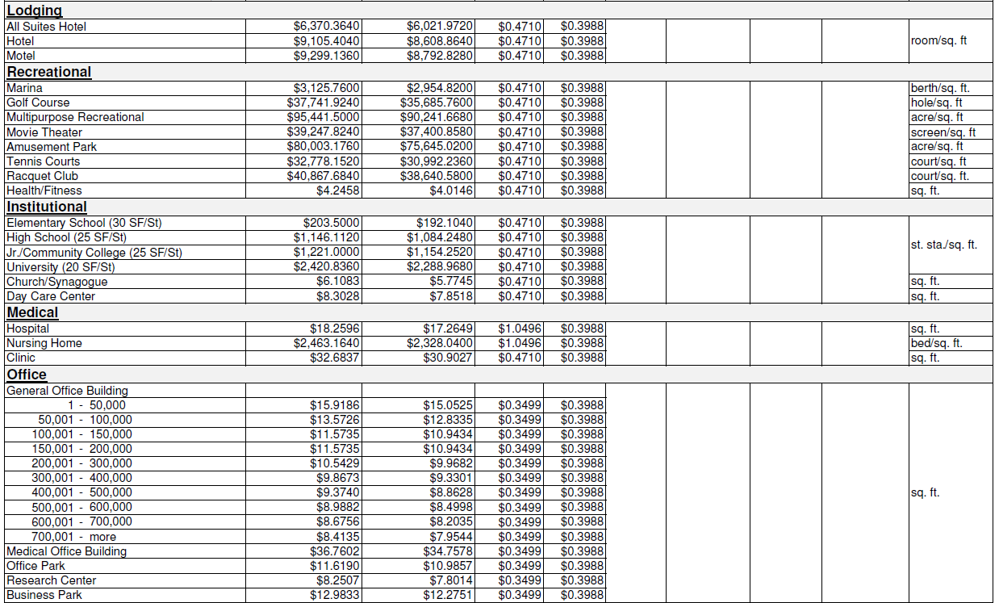 Lodging
All Suites Hotel $6,370.3640 $6,021.9720 $0.4710 $0.3988
Hotel $9,105.4040 $8,608.8640 $0.4710 $0.3988 room/sq. ft
Motel $9,299.1360 $8,792.8280 $0.4710 $0.3988
Recreational
Marina $3,125.7600 $2,954.8200 $0.4710 $0.3988 berth/sq. ft.
Golf Course $37,741.9240 $35,685.7600 $0.4710 $0.3988 hole/sq. ft
Multipurpose Recreational $95,441.5000 $90,241.6680 $0.4710 $0.3988 acre/sq. ft
Movie Theater $39,247.8240 $37,400.8580 $0.4710 $0.3988 screen/sq. ft
Amusement Park $80,003.1760 $75,645.0200 $0.4710 $0.3988 acre/sq. ft
Tennis Courts $32,778.1520 $30,992.2360 $0.4710 $0.3988 court/sq. ft
Racquet Club $40,867.6840 $38,640.5800 $0.4710 $0.3988 court/sq. ft.
Health/Fitness $4.2458 $4.0146 $0.4710 $0.3988 sq. ft.
Institutional
Elementary School (30 SF/St) $203.5000 $192.1040 $0.4710 $0.3988
High School (25 SF/St) $1,146.1120 $1,084.2480 $0.4710 $0.3988 st. sta./sq. ft.
Jr./Community College (25 SF/St) $1,221.0000 $1,154.2520 $0.4710 $0.3988
University (20 SF/St) $2,420.8360 $2,288.9680 $0.4710 $0.3988
Church/Synagogue $6.1083 $5.7745 $0.4710 $0.3988 sq. ft.
Day Care Center $8.3028 $7.8518 $0.4710 $0.3988 sq. ft.
Medical
Hospital $18.2596 $17.2649 $1.0496 $0.3988 sq. ft.
Nursing Home $2,463.1640 $2,328.0400 $1.0496 $0.3988 bed/sq. ft.
Clinic $32.6837 $30.9027 $0.4710 $0.3988 sq. ft.
Office
General Office Building
1 - 50,000 $15.9186 $15.0525 $0.3499 $0.3988
50,001 - 100,000 $13.5726 $12.8335 $0.3499 $0.3988
100,001 - 150,000 $11.5735 $10.9434 $0.3499 $0.3988
150,001 - 200,000 $11.5735 $10.9434 $0.3499 $0.3988
200,001 - 300,000 $10.5429 $9.9682 $0.3499 $0.3988
300,001 - 400,000 $9.8673 $9.3301 $0.3499 $0.3988
400,001 - 500,000 $9.3740 $8.8628 $0.3499 $0.3988 sq. ft.
500,001 - 600,000 $8.9882 $8.4998 $0.3499 $0.3988
600,001 - 700,000 $8.6756 $8.2035 $0.3499 $0.3988
700,001 - more $8.4135 $7.9544 $0.3499 $0.3988
Medical Office Building $36.7602 $34.7578 $0.3499 $0.3988
Office Park $11.6190 $10.9857 $0.3499 $0.3988
Research Center $8.2507 $7.8014 $0.3499 $0.3988
Business Park $12.9833 $12.2751 $0.3499 $0.3988